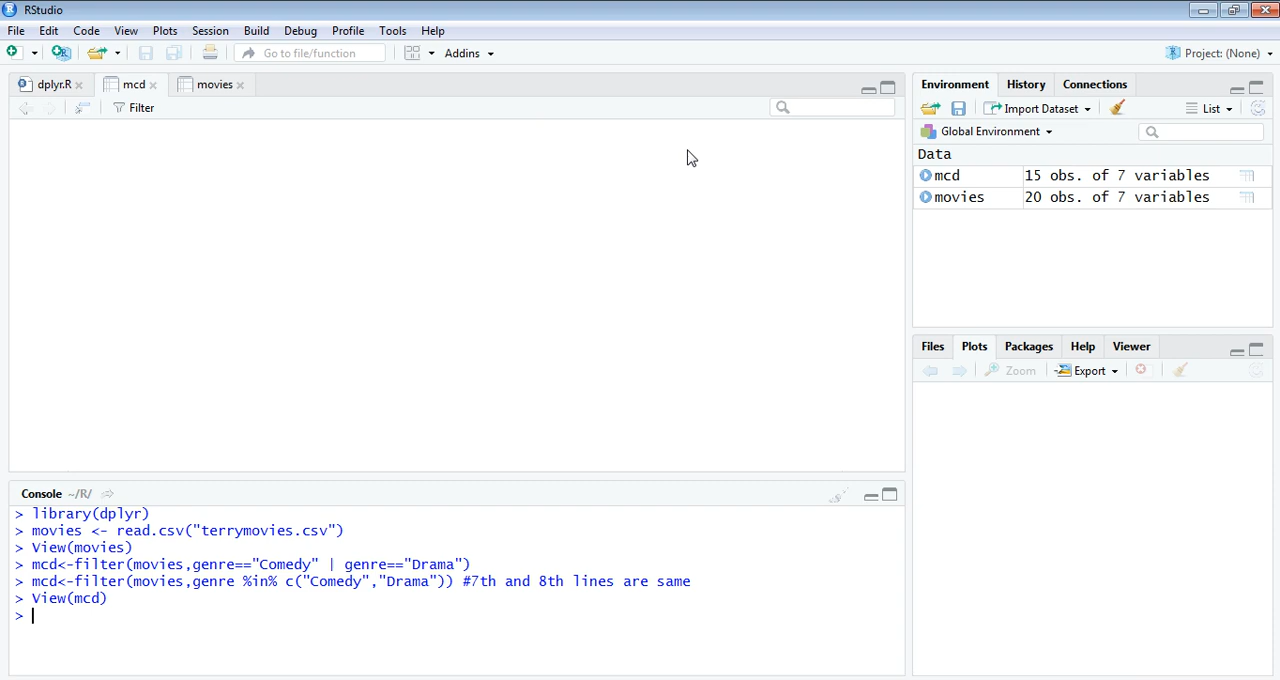 RStudio
File Edit Code View Plots Session Build Debug Profile Tools Help
Go to file/function Addins Project: (None)
dplyr.R mcd movies
Filter
Environment History Connections
Import Dataset List
Global Environment
Data
mcd 15 obs. of 7 variables
movies 20 obs. of 7 variables
Files Plots Packages Help Viewer
Zoom Export
Console ~/R/
> library(dplyr)
> movies <- read.csv("terrymovies.csv")
> View(movies)
> mcd<-filter(movies,genre=="Comedy" | genre=="Drama")
> mcd<-filter(movies,genre %in% c("Comedy","Drama")) #7th and 8th lines are same
> View(mcd)
>